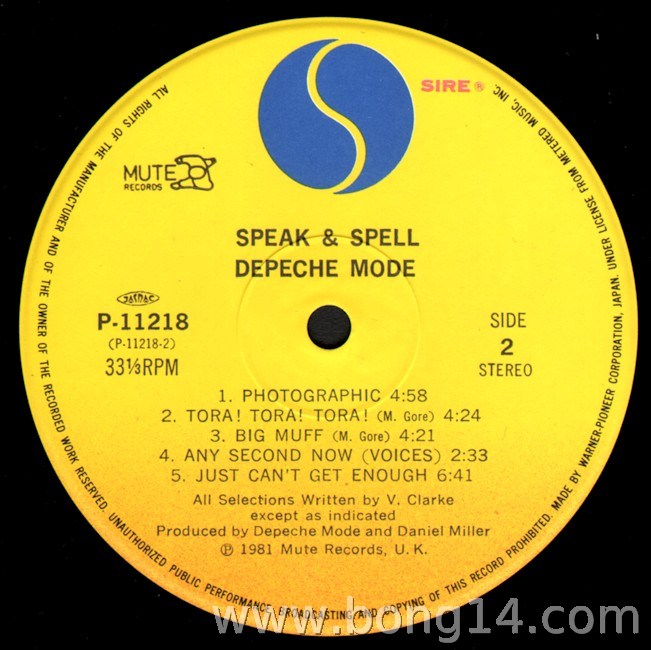 SIRE®
MUTE
RECORDS
SPEAK & SPELL
DEPECHE MODE
JASRAC
P-11218
(P-11218-2)
33⅓RPM
SIDE
2
STEREO
1. PHOTOGRAPHIC 4:58
2. TORA! TORA! TORA! (M. Gore) 4:24
3. BIG MUFF (M. Gore) 4:21
4. ANY SECOND NOW (VOICES) 2:33
5. JUST CAN'T GET ENOUGH 6:41
All Selections Written by V. Clarke
except as indicated
Produced by Depeche Mode and Daniel Miller
℗ 1981 Mute Records, U. K.
ALL RIGHTS OF THE MANUFACTURER AND OF THE OWNER OF THE RECORDED WORK RESERVED. UNAUTHORIZED PUBLIC PERFORMANCE, BROADCASTING AND COPYING OF THIS RECORD PROHIBITED. MADE BY WARNER-PIONEER CORPORATION, JAPAN. UNDER LICENSE FROM METERED MUSIC, INC.
www.bong14.com